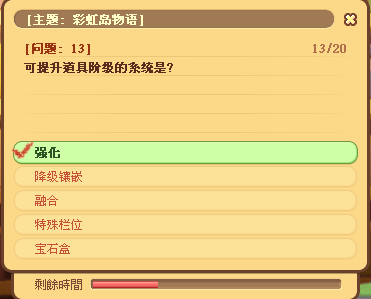 [主题: 彩虹岛物语]
[问题: 13]
13/20
可提升道具阶级的系统是?
强化
降级镶嵌
融合
特殊栏位
宝石盒
剩餘時間